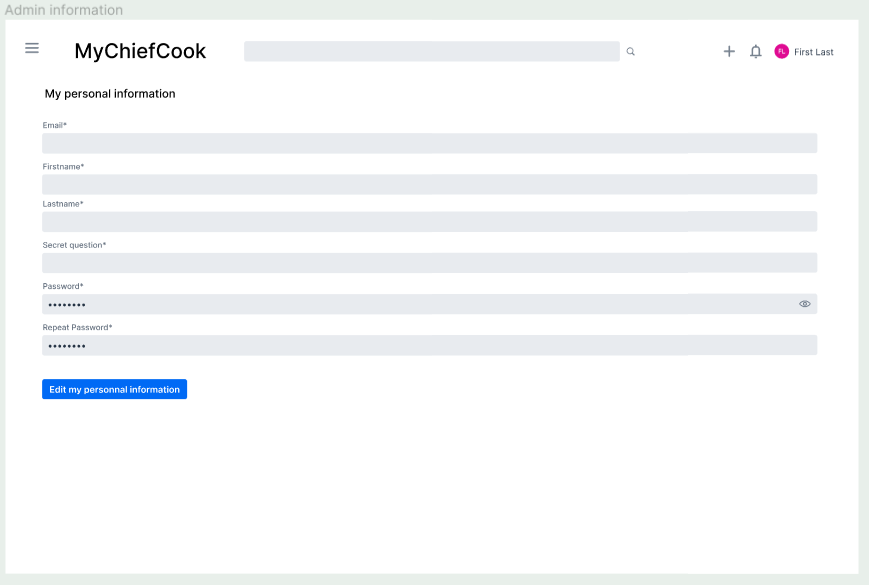 Admin information
MyChiefCook
FL
First Last
My personal information
Email*
Firstname*
Lastname*
Secret question*
Password*
••••••••
Repeat Password*
••••••••
Edit my personnal information